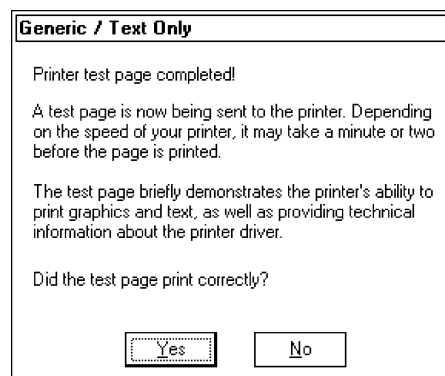 Generic / Text Only
Printer test page completed!
A test page is now being sent to the printer. Depending
on the speed of your printer, it may take a minute or two
before the page is printed.
The test page briefly demonstrates the printer's ability to
print graphics and text, as well as providing technical
information about the printer driver.
Did the test page print correctly?
Yes No